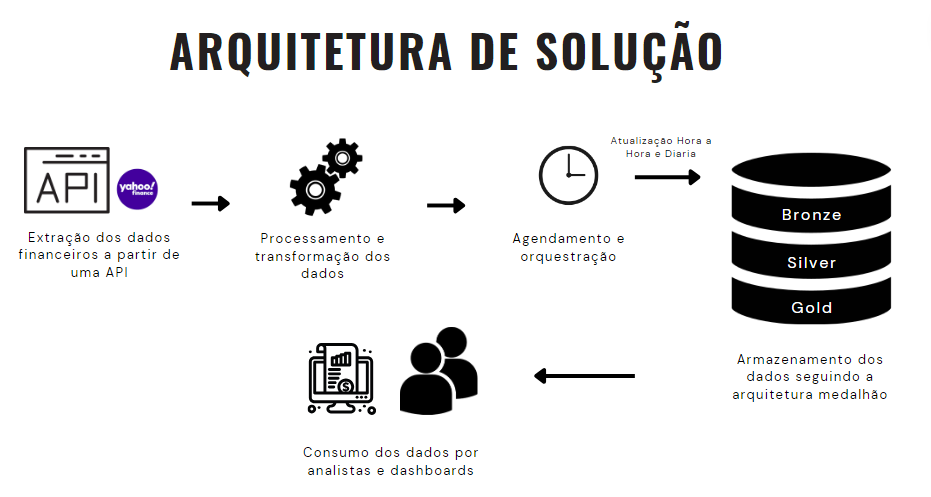 ARQUITETURA DE SOLUÇÃO
API
yahoo!
finance
Extração dos dados
financeiros a partir de
uma API
Processamento e
transformação dos
dados
Agendamento e
orquestração
Atualização Hora a
Hora e Diaria
Bronze
Silver
Gold
Armazenamento dos
dados seguindo a
arquitetura medalhão
$
Consumo dos dados por
analistas e dashboards